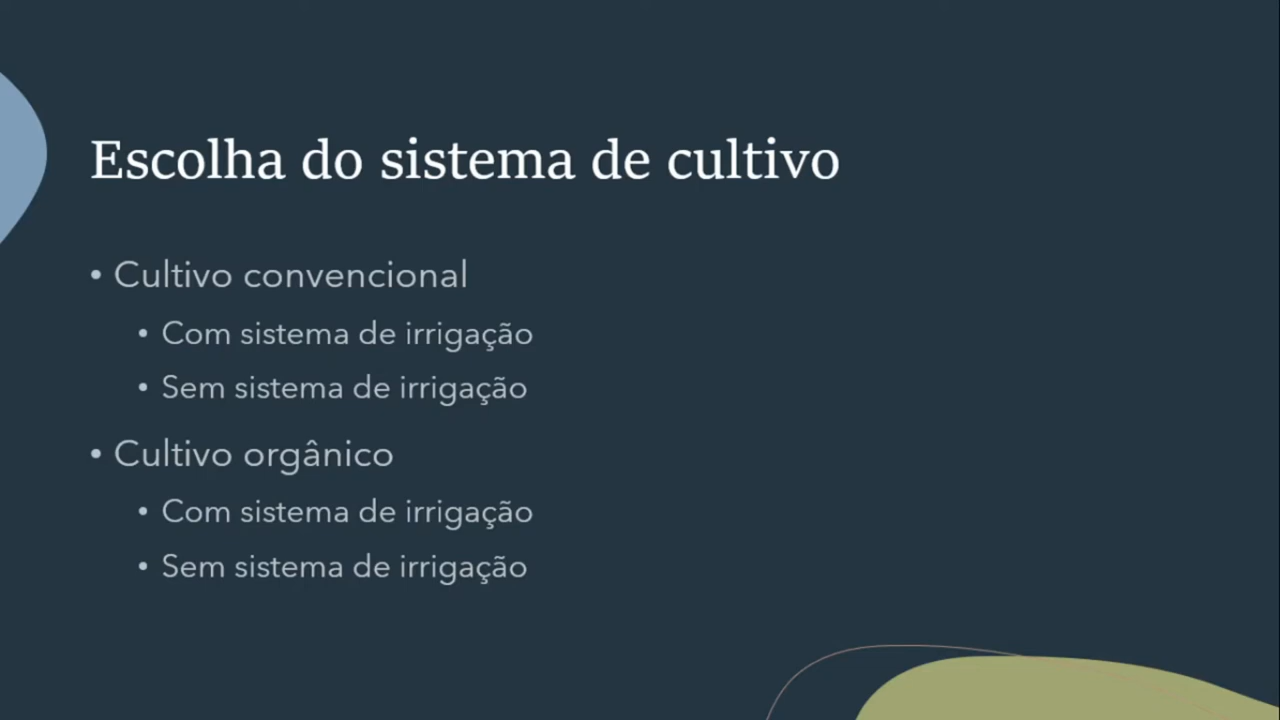 Escolha do sistema de cultivo
• Cultivo convencional
• Com sistema de irrigação
• Sem sistema de irrigação
• Cultivo orgânico
• Com sistema de irrigação
• Sem sistema de irrigação